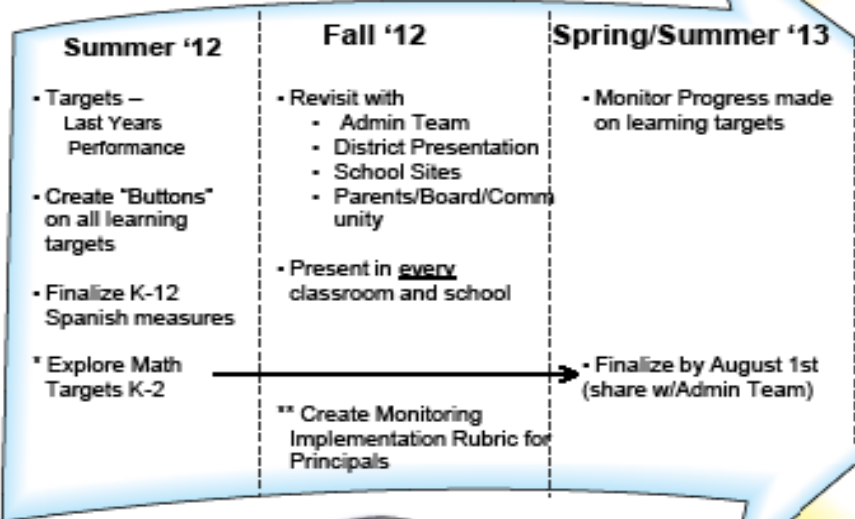 Summer ‘12
▪ Targets –
Last Years
Performance
▪ Create “Buttons”
on all learning
targets
▪ Finalize K-12
Spanish measures
* Explore Math
Targets K-2
Fall ‘12
▪ Revisit with
▪ Admin Team
▪ District Presentation
▪ School Sites
▪ Parents/Board/Comm
unity
▪ Present in every
classroom and school
** Create Monitoring
Implementation Rubric for
Principals
Spring/Summer ‘13
▪ Monitor Progress made
on learning targets
▪ Finalize by August 1st
(share w/Admin Team)